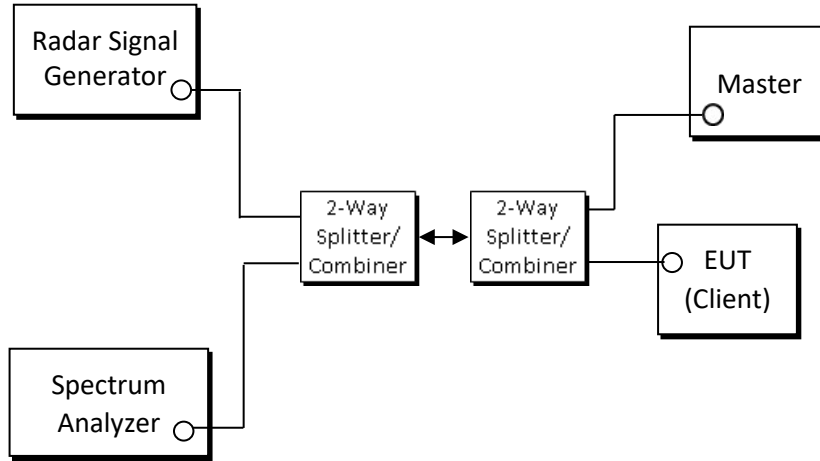 Radar Signal
Generator
Master
2-Way
Splitter/
Combiner
2-Way
Splitter/
Combiner
EUT
(Client)
Spectrum
Analyzer